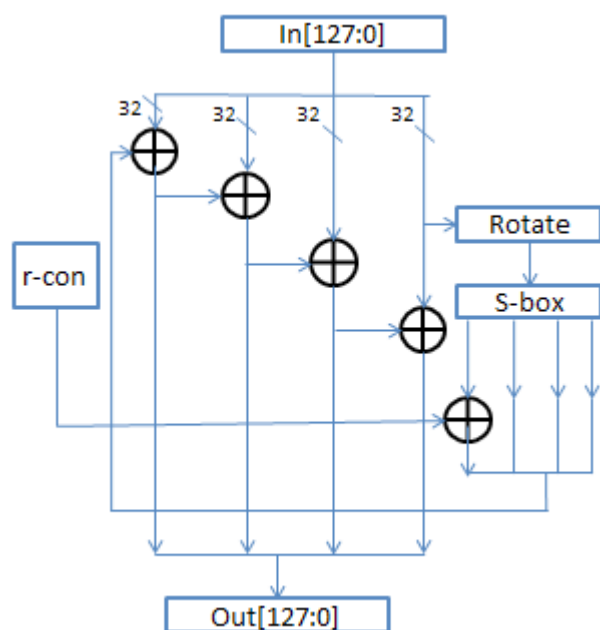 In[127:0]
32 32 32 32
Rotate
r-con
S-box
Out[127:0]